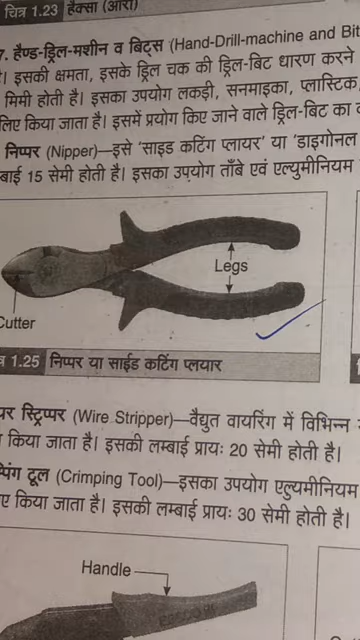 चित्र 1.23 हैक्सा (आरी)
7. हैण्ड-ड्रिल-मशीन व बिट्स (Hand-Drill-machine and Bit
है। इसकी क्षमता, इसके ड्रिल चक की ड्रिल-बिट धारण करने
मिमी होती है। इसका उपयोग लकड़ी, सनमाइका, प्लास्टिक,
लिए किया जाता है। इसमें प्रयोग किए जाने वाले ड्रिल-बिट का
निप्पर (Nipper)—इसे 'साइड कटिंग प्लायर' या 'डाइगोनल
बाई 15 सेमी होती है। इसका उपयोग ताँबे एवं एल्युमीनियम
Legs
Cutter
1.25 निप्पर या साईड कटिंग प्लयार
यर स्ट्रिप्पर (Wire Stripper)—वैद्युत वायरिंग में विभिन्न
किया जाता है। इसकी लम्बाई प्रायः 20 सेमी होती है।
म्पिंग टूल (Crimping Tool)—इसका उपयोग एल्युमीनियम
ए किया जाता है। इसकी लम्बाई प्रायः 30 सेमी होती है।
Handle